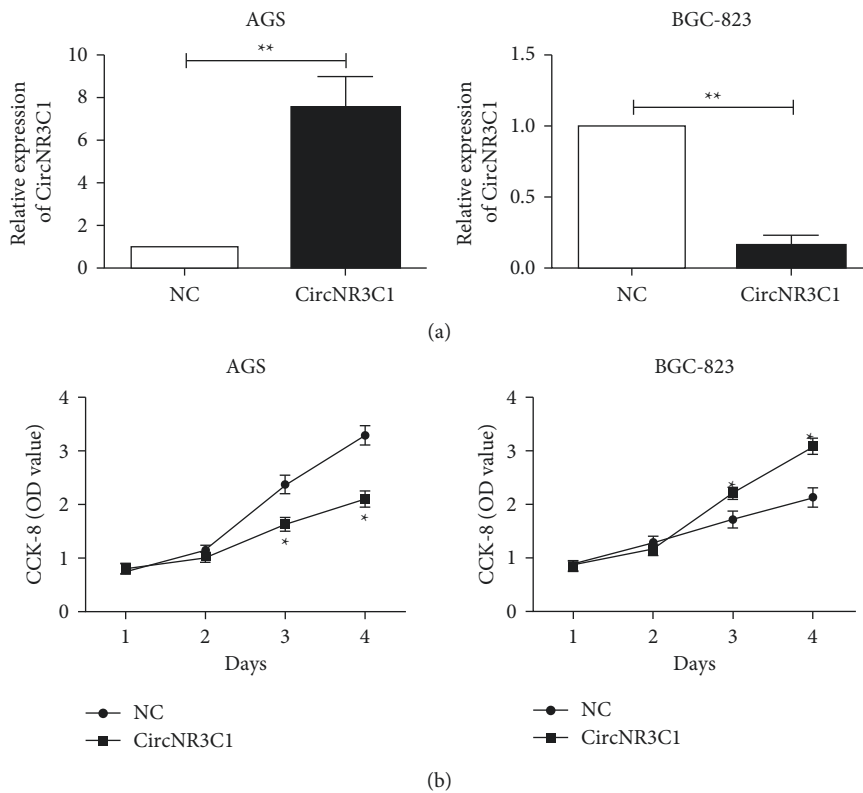 AGS
Relative expression
of CircNR3C1
10
8
6
4
2
0
**
NC
CircNR3C1
BGC-823
Relative expression
of CircNR3C1
1.5
1.0
0.5
0.0
**
NC
CircNR3C1
(a)
AGS
CCK-8 (OD value)
4
3
2
1
0
*
*
1
2
3
4
Days
NC
CircNR3C1
BGC-823
CCK-8 (OD value)
4
3
2
1
0
*
*
1
2
3
4
Days
NC
CircNR3C1
(b)